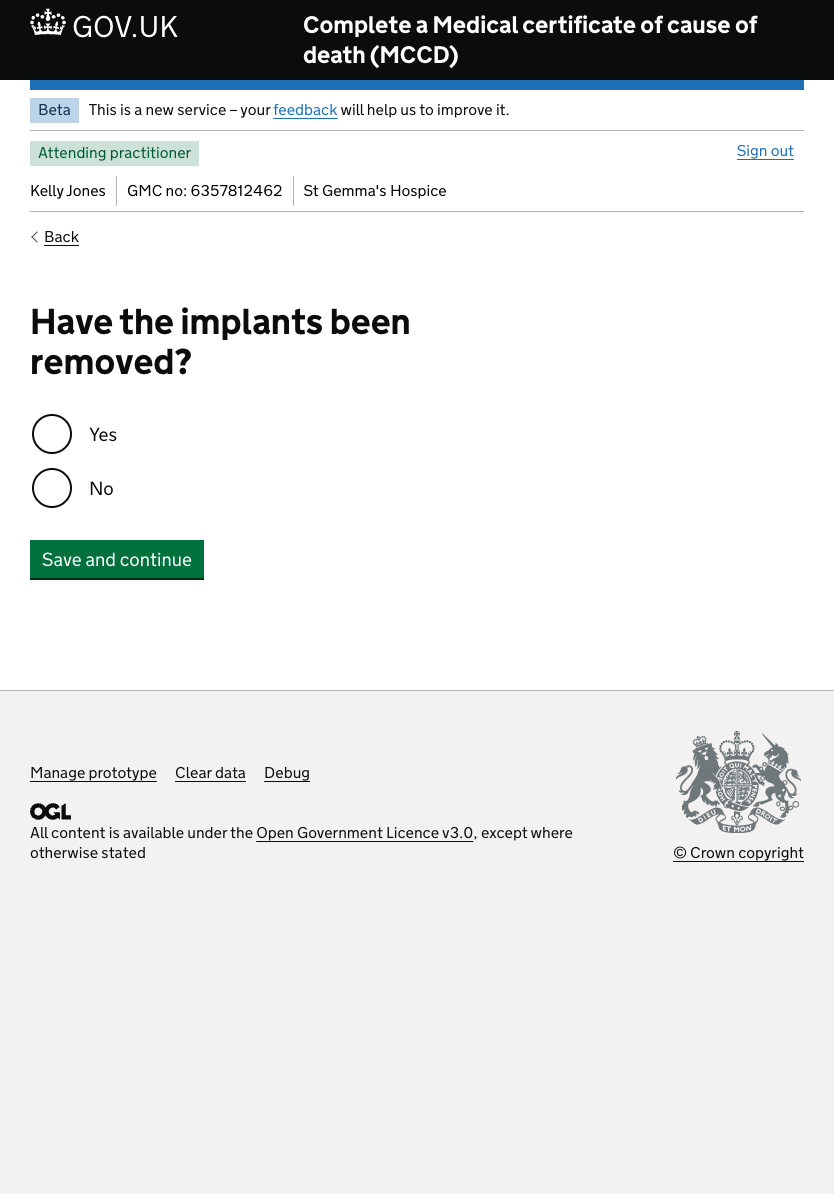 GOV.UK
Complete a Medical certificate of cause of
death (MCCD)
Beta This is a new service – your feedback will help us to improve it.
Attending practitioner
Sign out
Kelly Jones GMC no: 6357812462 St Gemma's Hospice
Back
Have the implants been
removed?
Yes
No
Save and continue
Manage prototype Clear data Debug
OGL
All content is available under the Open Government Licence v3.0, except where
otherwise stated
DIEU ET MON DROIT
© Crown copyright